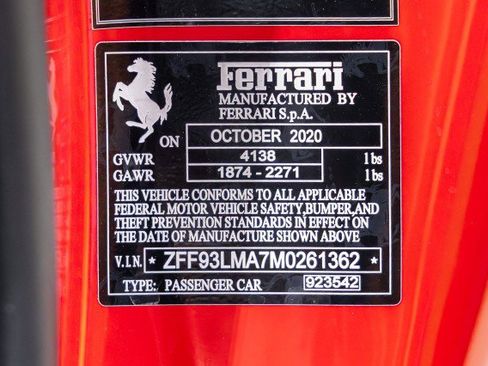 Ferrari
MANUFACTURED BY
FERRARI S.p.A.
ON OCTOBER 2020
GVWR 4138 lbs
GAWR 1874 - 2271 lbs
THIS VEHICLE CONFORMS TO ALL APPLICABLE
FEDERAL MOTOR VEHICLE SAFETY,BUMPER,AND
THEFT PREVENTION STANDARDS IN EFFECT ON
THE DATE OF MANUFACTURE SHOWN ABOVE
V.I.N. * ZFF93LMA7M0261362 *
TYPE: PASSENGER CAR 923542